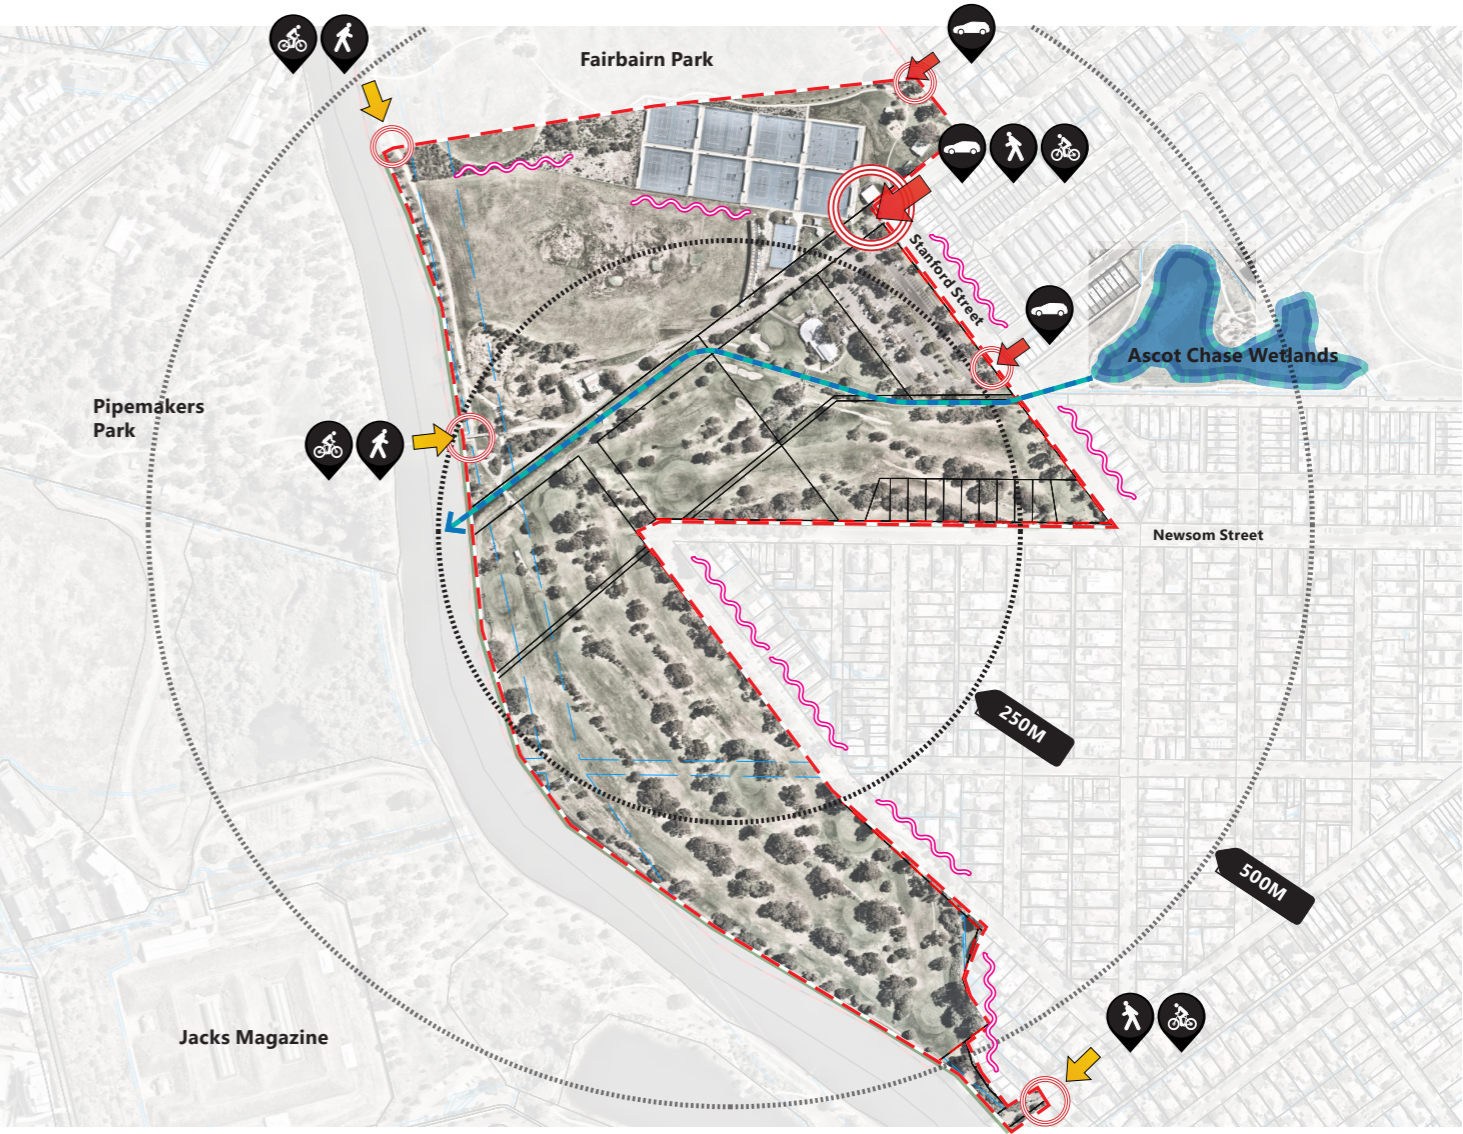 Fairbairn Park
Stanford Street
Ascot Chase Wetlands
Pipemakers
Park
Newsom Street
250M
500M
Jacks Magazine